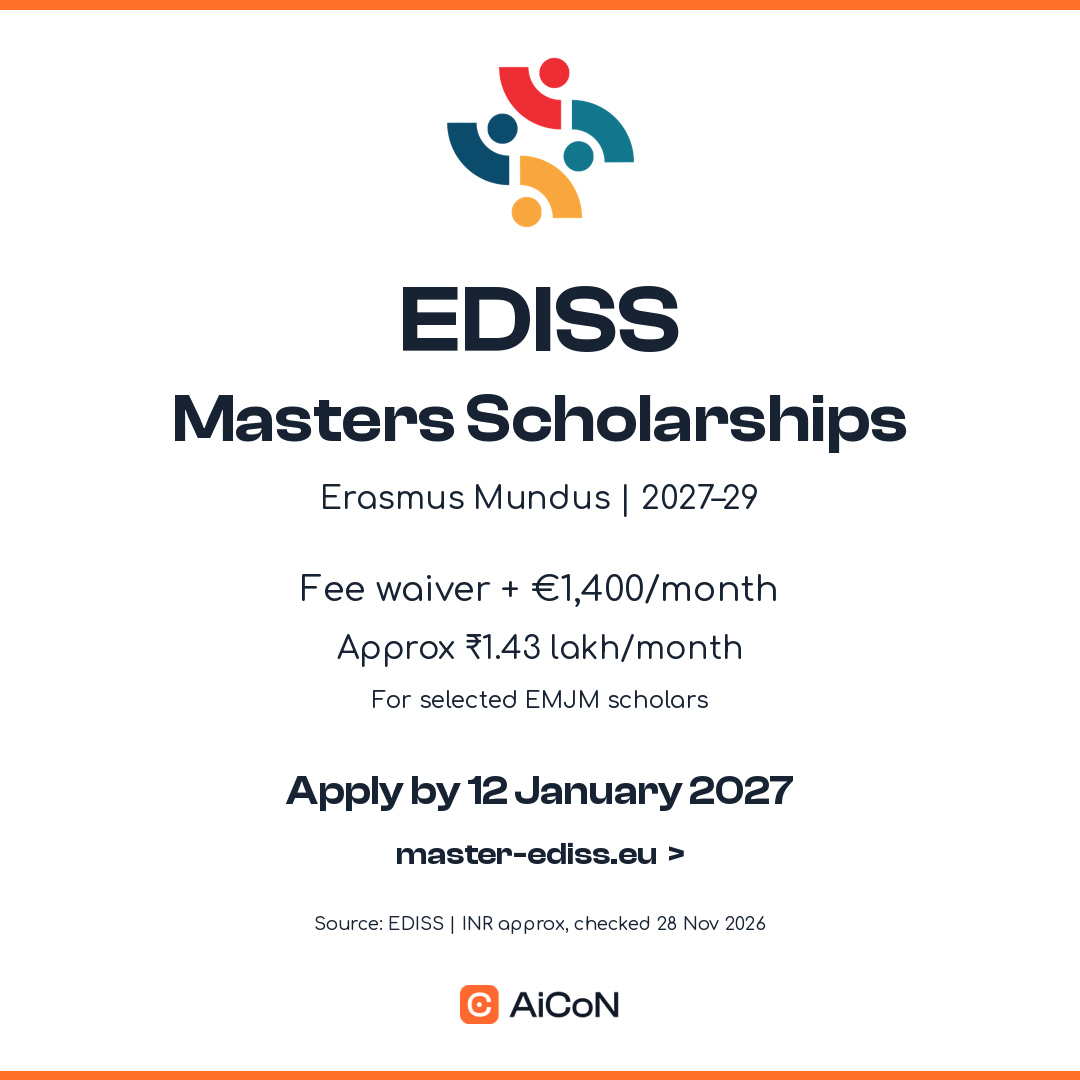 EDISS
Masters Scholarships
Erasmus Mundus | 2027–29
Fee waiver + €1,400/month
Approx ₹1.43 lakh/month
For selected EMJM scholars
Apply by 12 January 2027
master-ediss.eu >
Source: EDISS | INR approx, checked 28 Nov 2026
AiCoN